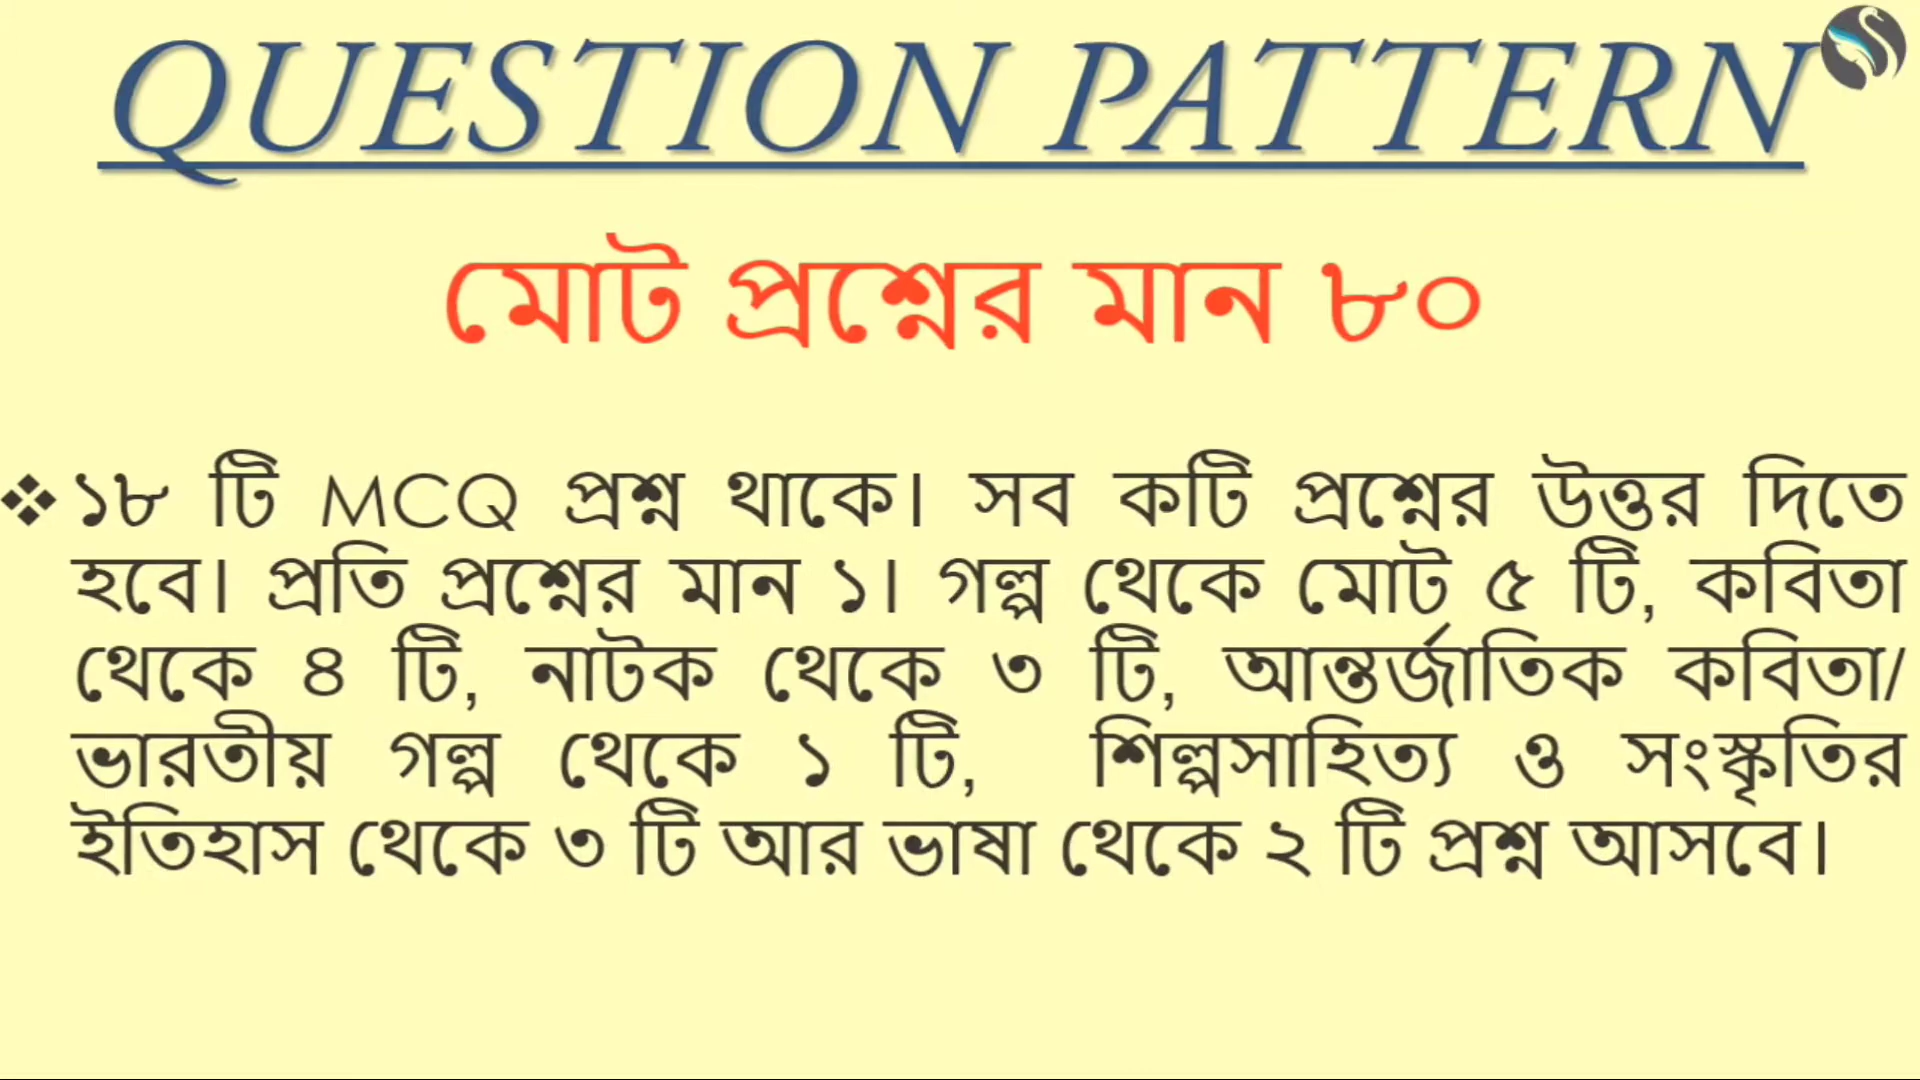 QUESTION PATTERN
মোট প্রশ্নের মান ৮০
❖১৮ টি MCQ প্রশ্ন থাকে। সব কটি প্রশ্নের উত্তর দিতে
হবে। প্রতি প্রশ্নের মান ১। গল্প থেকে মোট ৫ টি, কবিতা
থেকে ৪ টি, নাটক থেকে ৩ টি, আন্তর্জাতিক কবিতা/
ভারতীয় গল্প থেকে ১ টি, শিল্পসাহিত্য ও সংস্কৃতির
ইতিহাস থেকে ৩ টি আর ভাষা থেকে ২ টি প্রশ্ন আসবে।